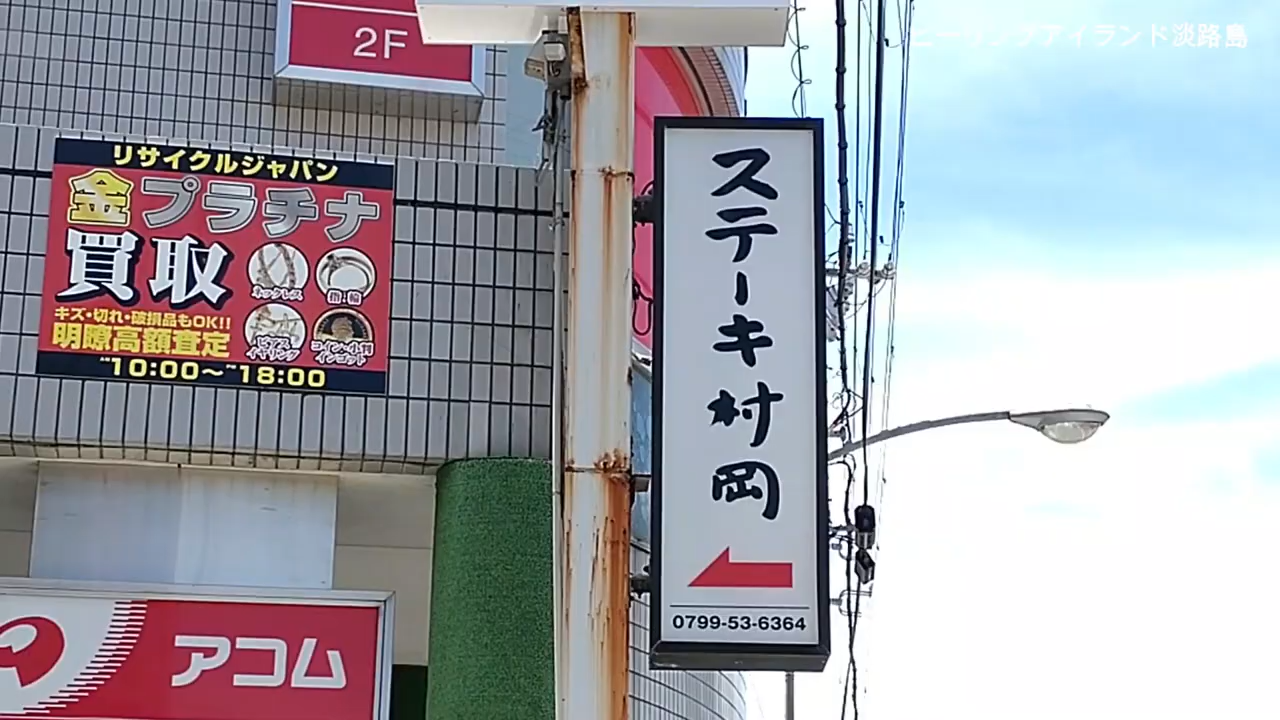 ヒーリングアイランド淡路島
2F
リサイクルジャパン
金プラチナ
買取
ネックレス
指輪
キズ・切れ・破損品もOK!!
明瞭高額査定
ピアス
イヤリング
コイン・小判
インゴット
10:00～18:00
ステーキ村岡
0799-53-6364
アコム